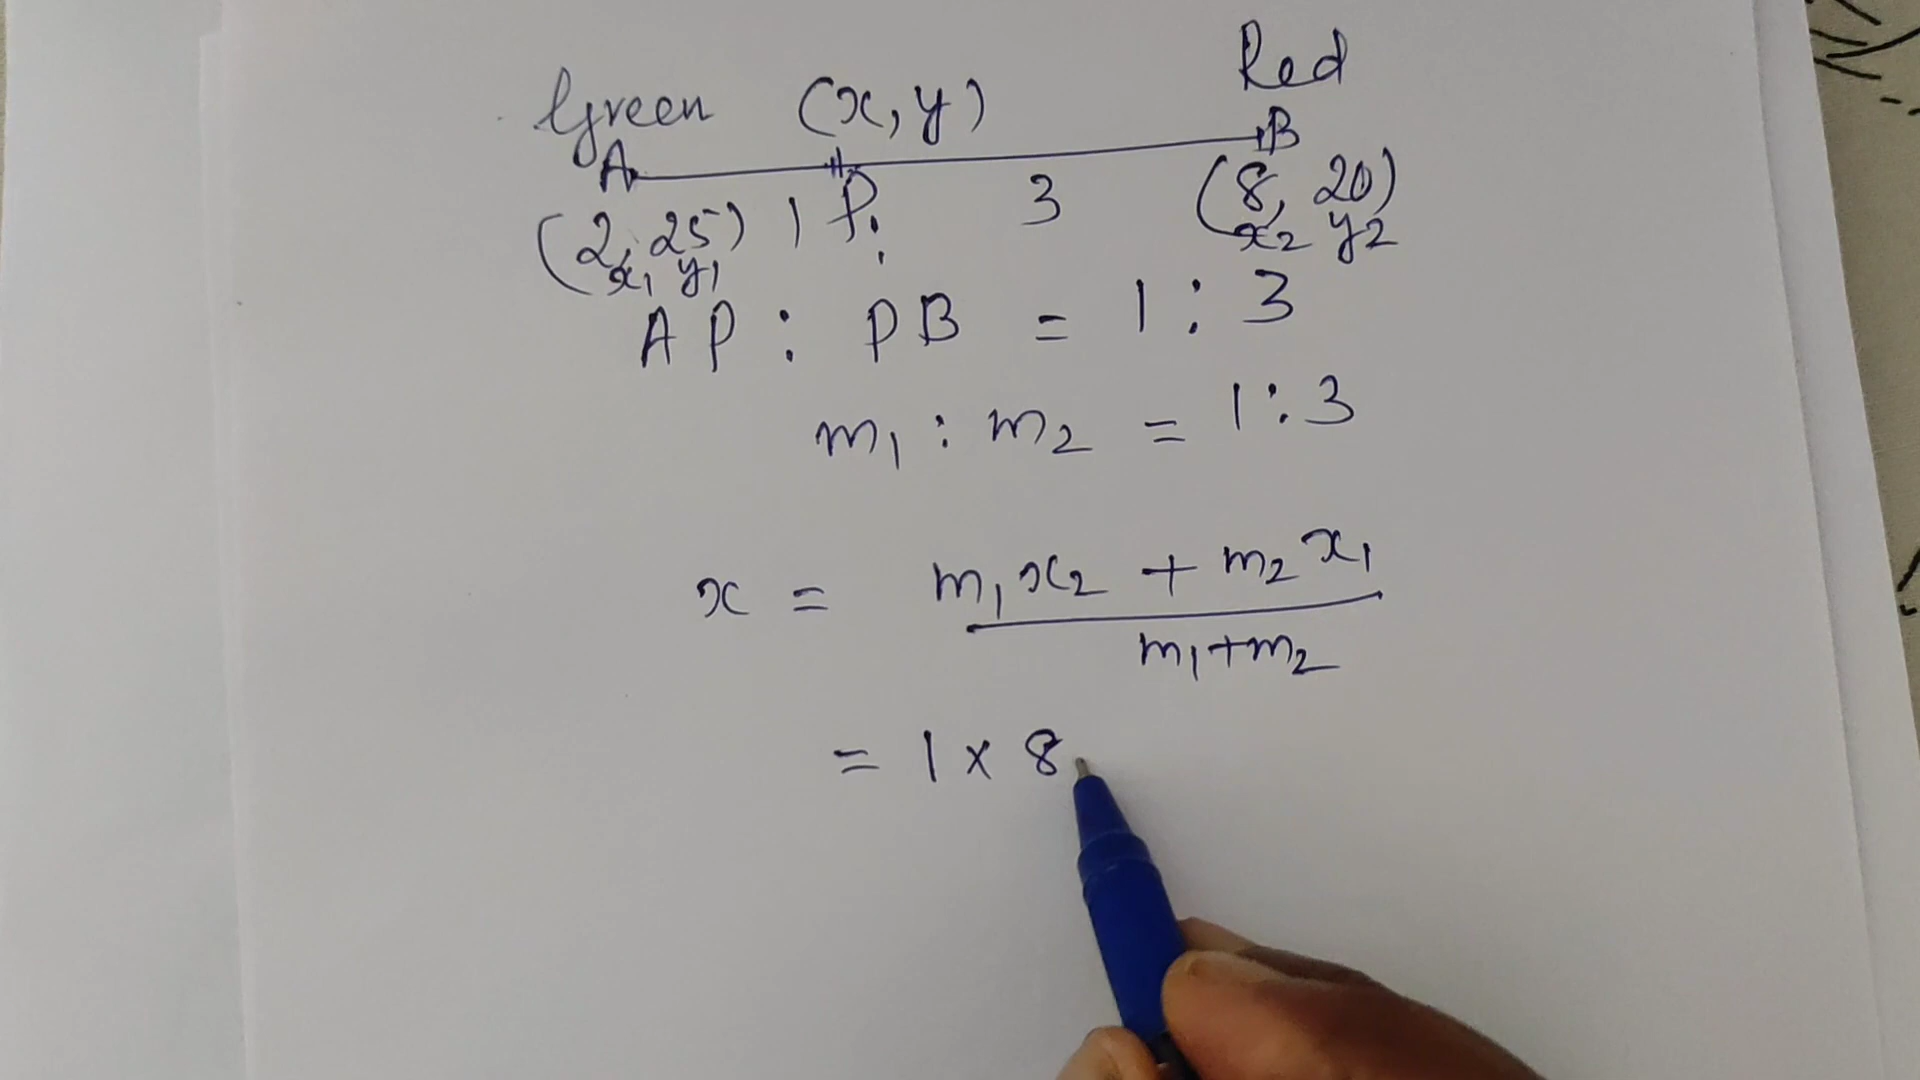 Green (x, y) Red
A B
(2, 25) 1 P 3 (8, 20)
x₁ y₁ x₂ y₂
AP : PB = 1 : 3
m₁ : m₂ = 1 : 3
x = m₁x₂ + m₂x₁
m₁+m₂
= 1 × 8